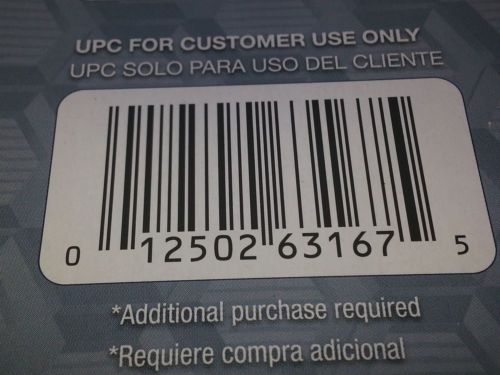 UPC FOR CUSTOMER USE ONLY
UPC SOLO PARA USO DEL CLIENTE
0 12502 63167 5
*Additional purchase required
*Requiere compra adicional